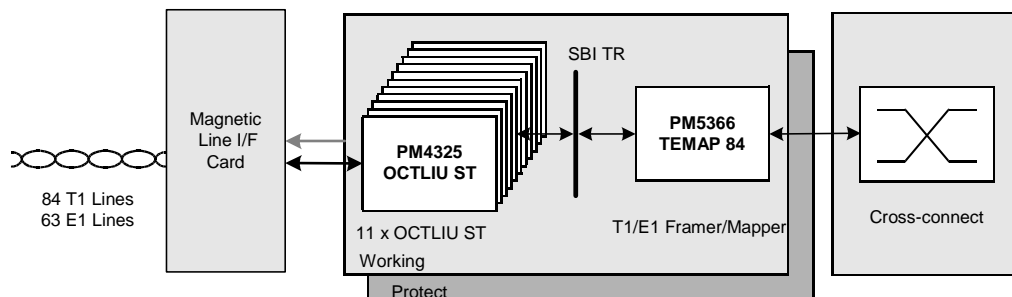 SBI TR
Magnetic
Line I/F
Card
PM4325
OCTLIU ST
PM5366
TEMAP 84
84 T1 Lines
63 E1 Lines
11 x OCTLIU ST
T1/E1 Framer/Mapper
Cross-connect
Working
Protect